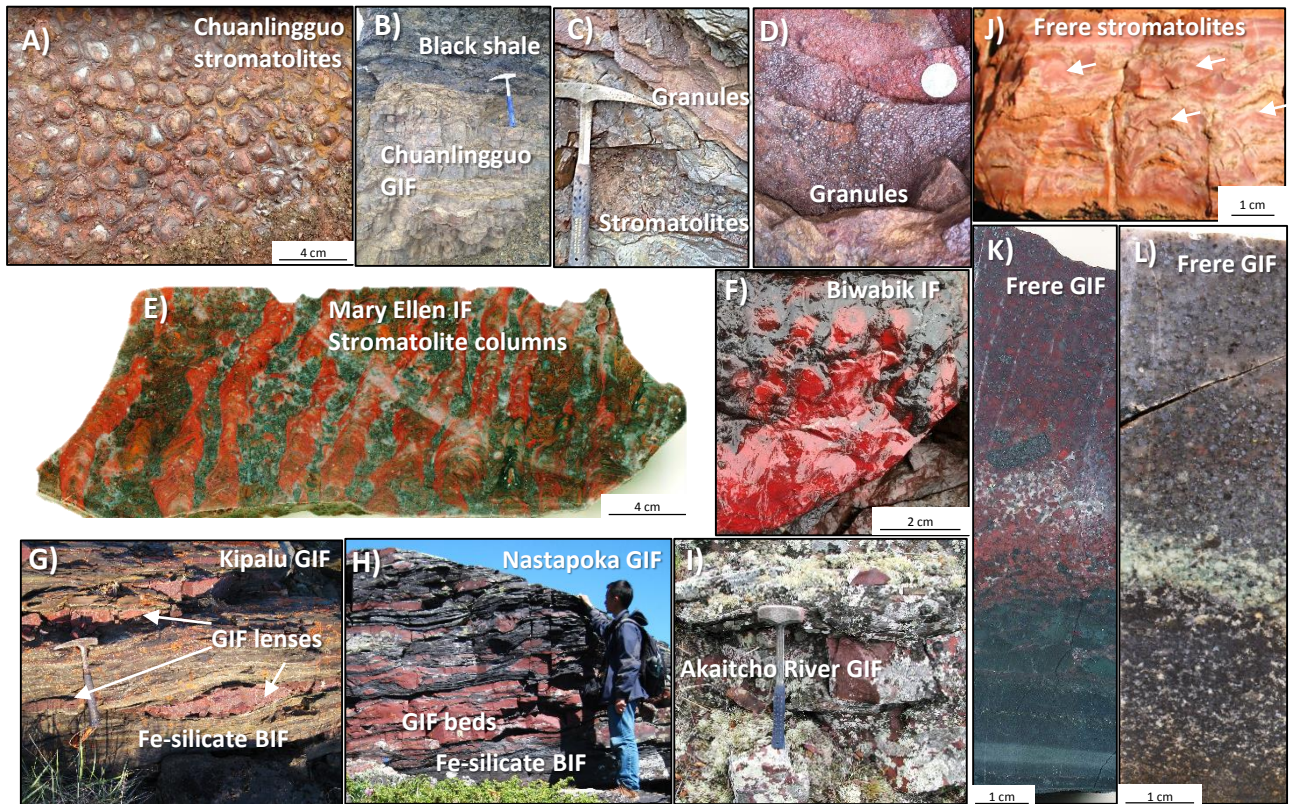 A)
Chuanlingguo
stromatolites
4 cm
B)
Black shale
Chuanlingguo
GIF
C)
Granules
Stromatolites
D)
Granules
J)
Frere stromatolites
1 cm
E)
Mary Ellen IF
Stromatolite columns
4 cm
F)
Biwabik IF
2 cm
K)
Frere GIF
1 cm
L)
Frere GIF
1 cm
G)
Kipalu GIF
GIF lenses
Fe-silicate BIF
H)
Nastapoka GIF
GIF beds
Fe-silicate BIF
I)
Akaitcho River GIF